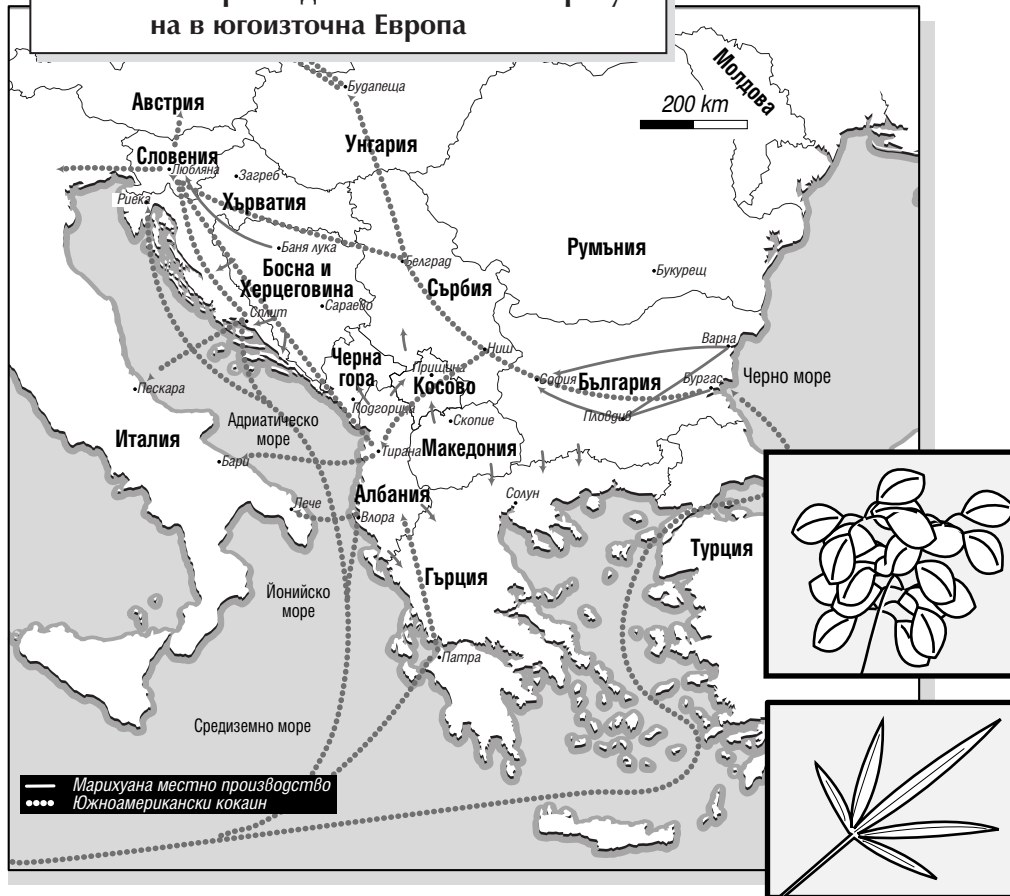 на в югоизточна Европа
Молдова
Будапеща
Австрия
200 km
Унгария
Словения
Любляна
Загреб
Риека
Хърватия
Баня лука
Белград
Румъния
Босна и
Херцеговина
Букурещ
Сърбия
Сараево
Сплит
Варна
Ниш
Черна
гора
Прищина
Косово
София
България
Бургас
Черно море
Пескара
Подгорица
Пловдив
Скопие
Адриатическо
море
Италия
Македония
Тирана
Бари
Албания
Солун
Лече
Влора
Турция
Гърция
Йонийско
море
Патра
Средиземно море
Марихуана местно производство
Южноамерикански кокаин